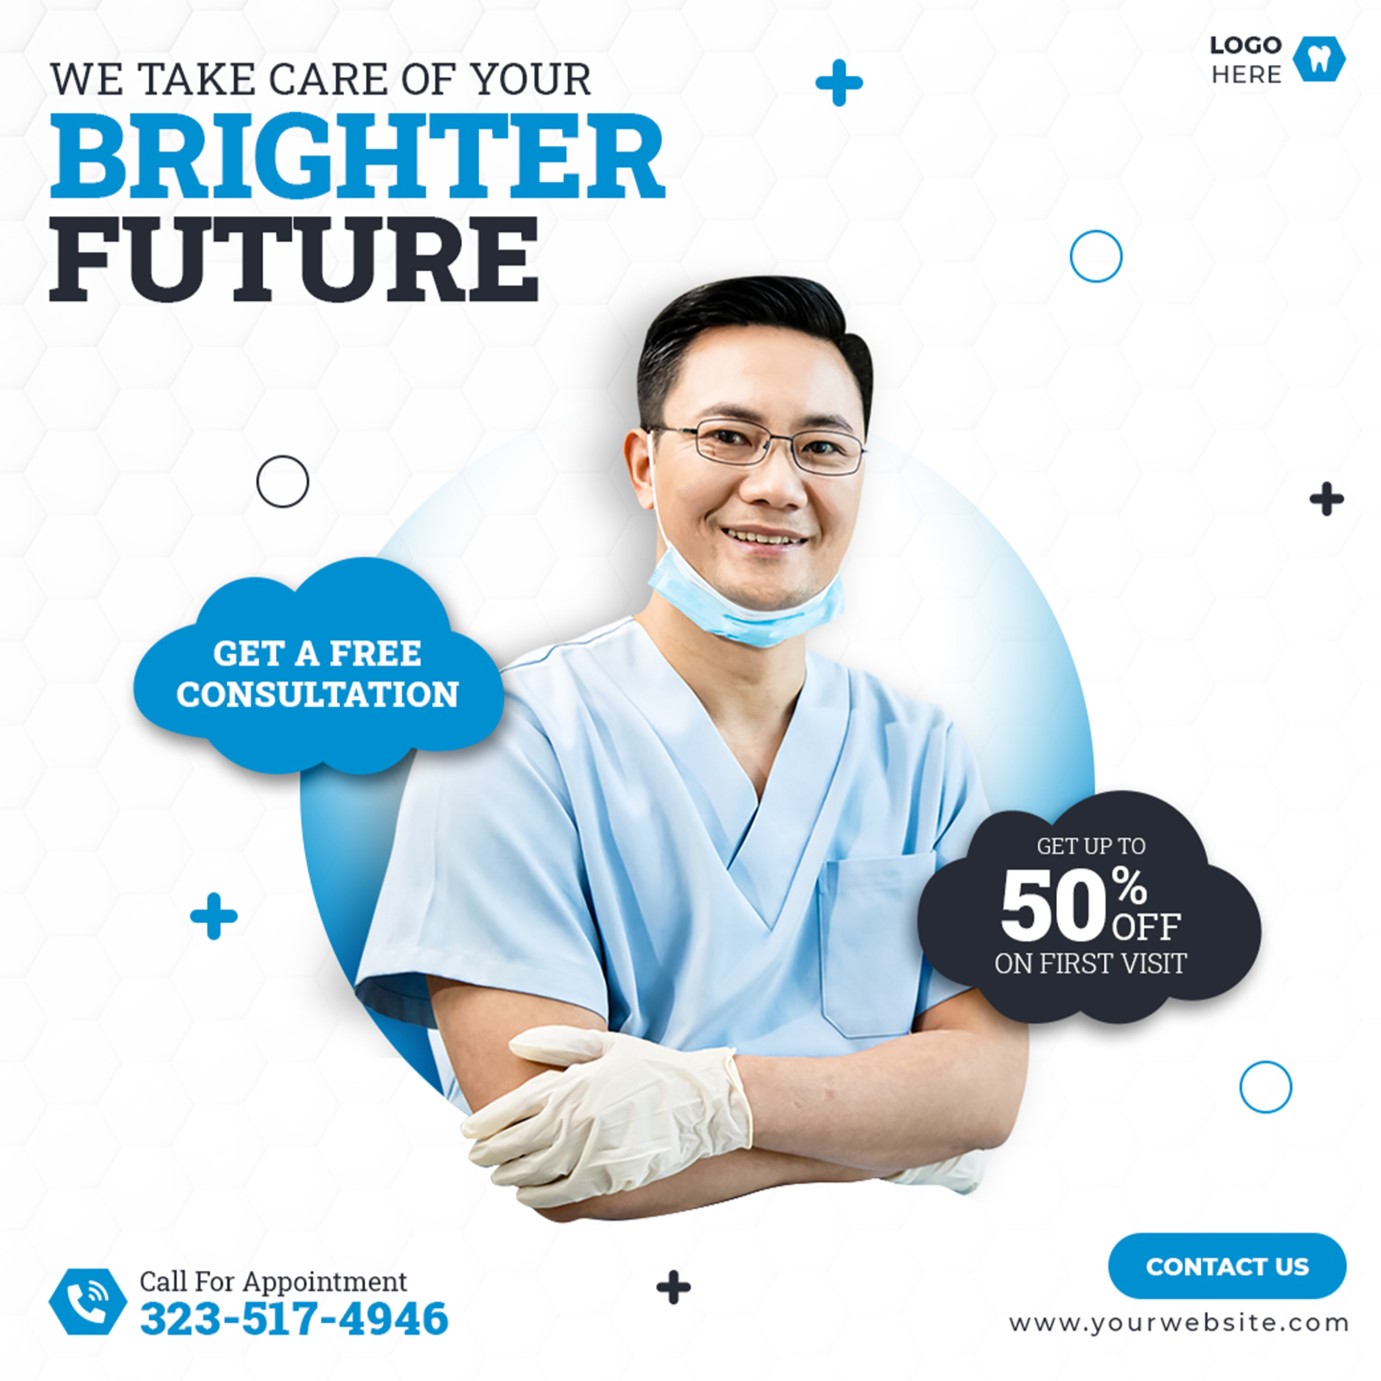 WE TAKE CARE OF YOUR
BRIGHTER
FUTURE
LOGO
HERE
GET A FREE
CONSULTATION
GET UP TO
50% OFF
ON FIRST VISIT
Call For Appointment
323-517-4946
CONTACT US
www.yourwebsite.com